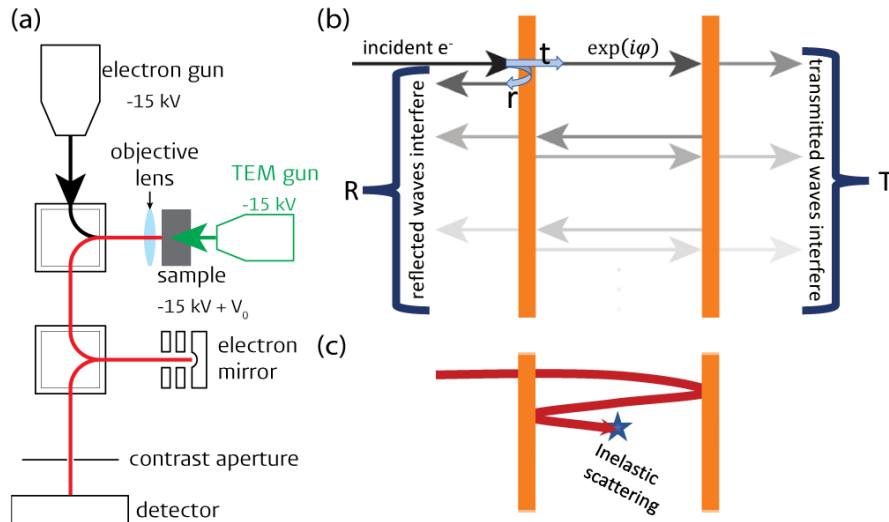 (a)
electron gun
-15 kV
objective
lens
TEM gun
-15 kV
sample
-15 kV + V₀
electron
mirror
contrast aperture
detector
(b)
incident e⁻
t
exp(iφ)
r
R
reflected waves interfere
transmitted waves interfere
T
(c)
Inelastic
scattering